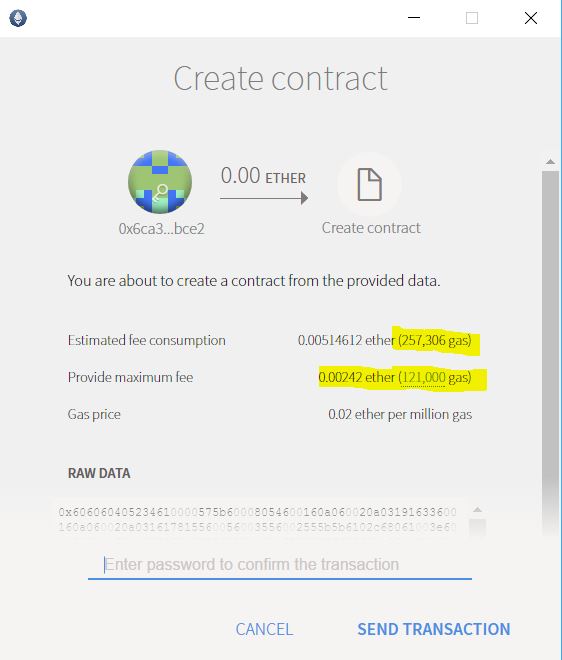 Create contract
0.00 ETHER
0x6ca3...bce2
Create contract
You are about to create a contract from the provided data.
Estimated fee consumption 0.00514612 ether (257,306 gas)
Provide maximum fee 0.00242 ether (121,000 gas)
Gas price 0.02 ether per million gas
RAW DATA
Enter password to confirm the transaction
CANCEL SEND TRANSACTION